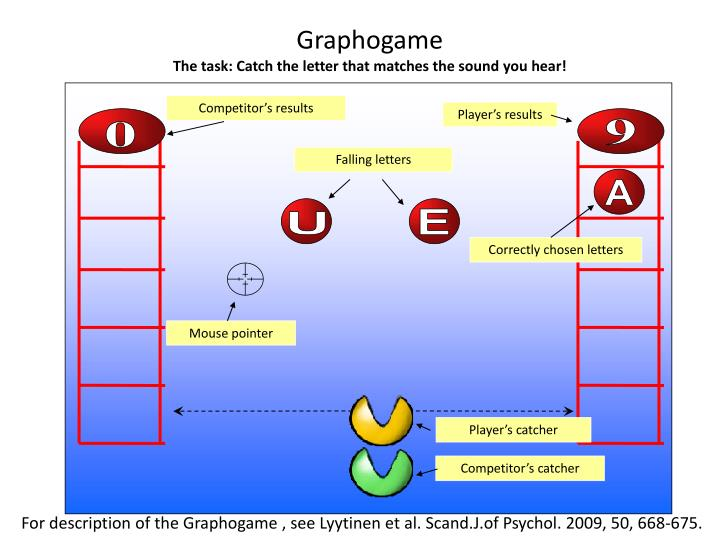 Graphogame
The task: Catch the letter that matches the sound you hear!
Competitor's results
Player's results
0
9
Falling letters
A
U
E
Correctly chosen letters
Mouse pointer
Player's catcher
Competitor's catcher
For description of the Graphogame , see Lyytinen et al. Scand.J.of Psychol. 2009, 50, 668-675.